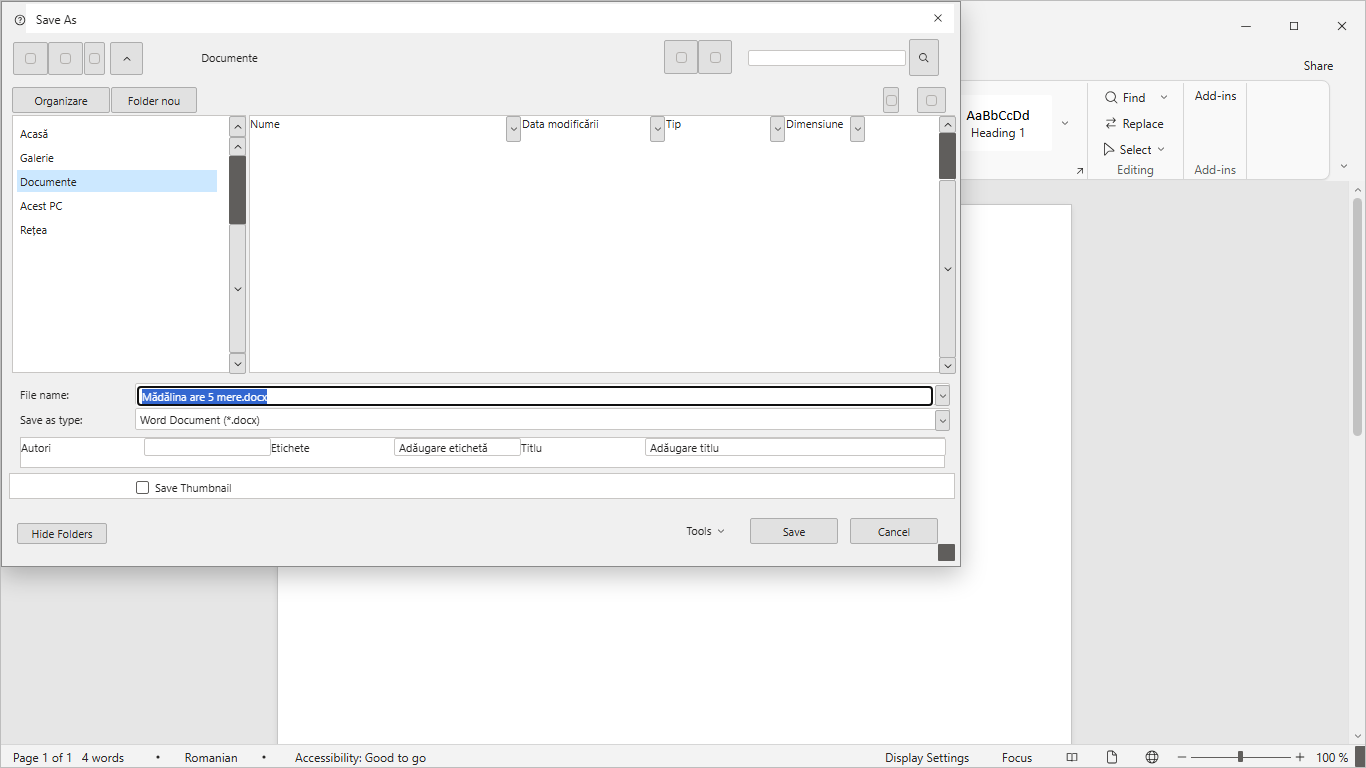 Save As
Documente
Share
Organizare
Folder nou
Find
Replace
Select
Editing
AaBbCcDd
Heading 1
Add-ins
Add-ins
Nume
Data modificării
Tip
Dimensiune
Acasă
Galerie
Documente
Acest PC
Rețea
File name:
Mădălina are 5 mere.docx
Save as type:
Word Document (*.docx)
Autori
Etichete
Adăugare etichetă
Titlu
Adăugare titlu
Save Thumbnail
Hide Folders
Tools
Save
Cancel
Page 1 of 1
4 words
Romanian
Accessibility: Good to go
Display Settings
Focus
100 %